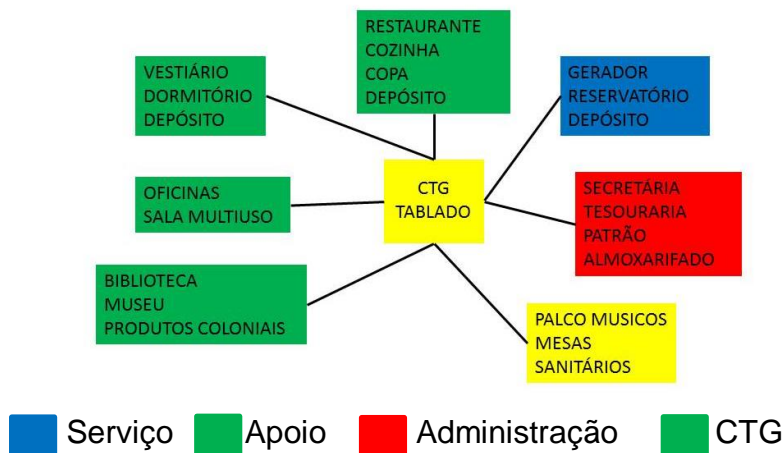 RESTAURANTE
COZINHA
COPA
DEPÓSITO
VESTIÁRIO
DORMITÓRIO
DEPÓSITO
GERADOR
RESERVATÓRIO
DEPÓSITO
OFICINAS
SALA MULTIUSO
CTG
TABLADO
SECRETÁRIA
TESOURARIA
PATRÃO
ALMOXARIFADO
BIBLIOTECA
MUSEU
PRODUTOS COLONIAIS
PALCO MUSICOS
MESAS
SANITÁRIOS
Serviço Apoio Administração CTG